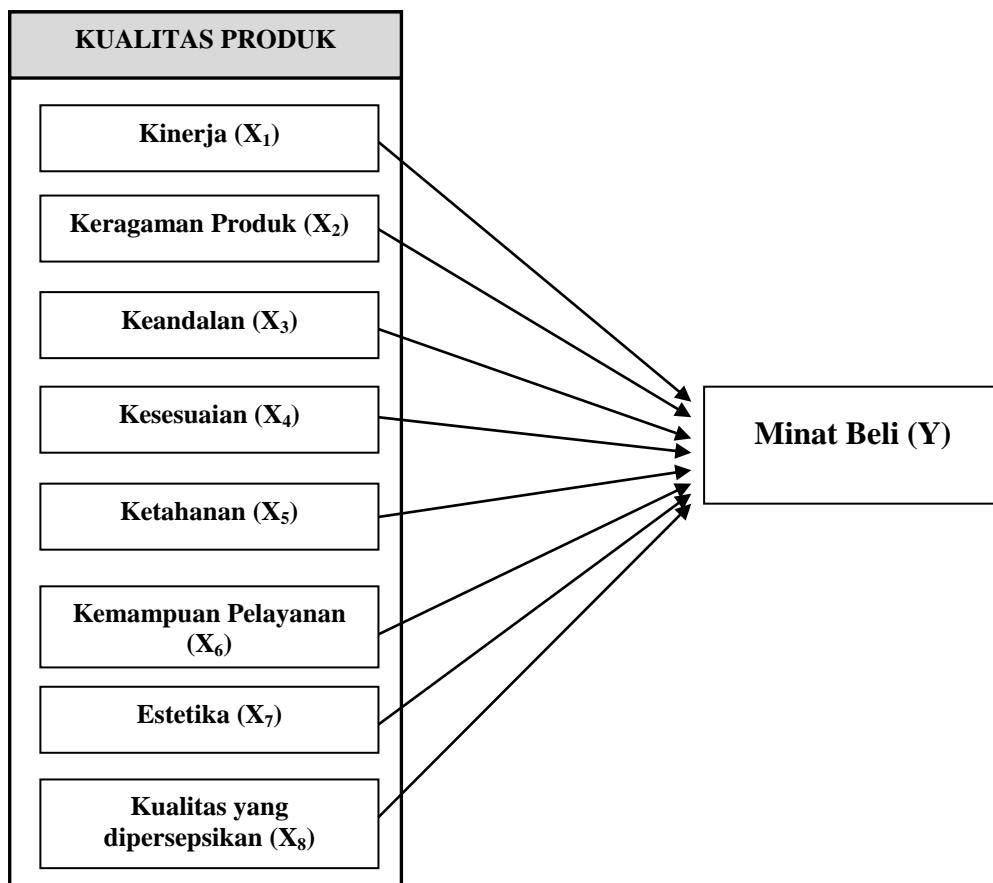 KUALITAS PRODUK
Kinerja (X₁)
Keragaman Produk (X₂)
Keandalan (X₃)
Kesesuaian (X₄)
Ketahanan (X₅)
Kemampuan Pelayanan
(X₆)
Estetika (X₇)
Kualitas yang
dipersepsikan (X₈)
Minat Beli (Y)